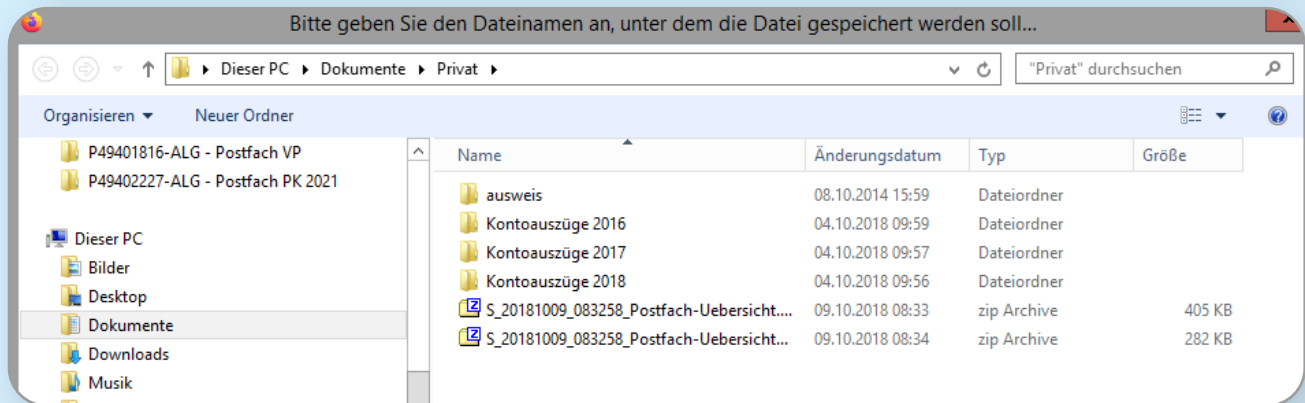 Bitte geben Sie den Dateinamen an, unter dem die Datei gespeichert werden soll...
Dieser PC Dokumente Privat "Privat" durchsuchen
Organisieren Neuer Ordner
P49401816-ALG - Postfach VP
P49402227-ALG - Postfach PK 2021
Dieser PC
Bilder
Desktop
Dokumente
Downloads
Musik
Name Änderungsdatum Typ Größe
ausweis 08.10.2014 15:59 Dateiordner
Kontoauszüge 2016 04.10.2018 09:59 Dateiordner
Kontoauszüge 2017 04.10.2018 09:57 Dateiordner
Kontoauszüge 2018 04.10.2018 09:56 Dateiordner
S_20181009_083258_Postfach-Uebersicht.... 09.10.2018 08:33 zip Archive 405 KB
S_20181009_083258_Postfach-Uebersicht... 09.10.2018 08:34 zip Archive 282 KB